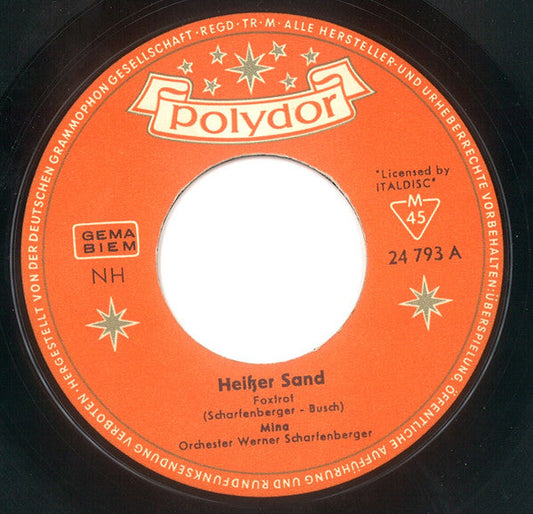 HERGESTELLT VON DER DEUTSCHEN GRAMMOPHON GESELLSCHAFT · REGD · TR · M · ALLE HERSTELLER - UND URHEBERRECHTE VORBEHALTEN: ÜBERSPIELUNG, ÖFFENTLICHE AUFFÜHRUNG UND RUNDFUNKSENDUNG VERBOTEN ·
polydor
"Licensed by
ITALDISC"
M
45
GEMA
BIEM
24 793 A
NH
Heißer Sand
Foxtrot
(Scharfenberger - Busch)
Mina
Orchester Werner Scharfenberger